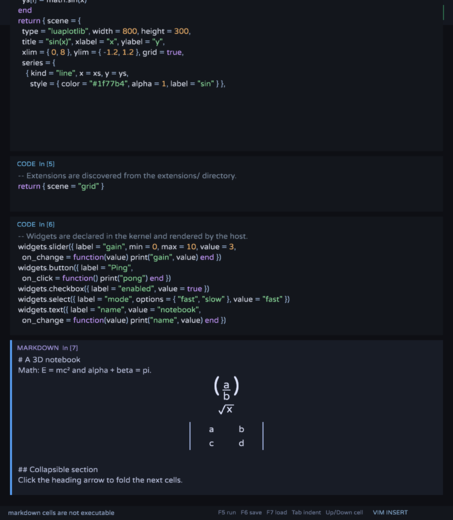 ys[i] = math.sin(x)
end
return { scene = {
type = "luaplotlib", width = 800, height = 300,
title = "sin(x)", xlabel = "x", ylabel = "y",
xlim = { 0, 8 }, ylim = { -1.2, 1.2 }, grid = true,
series = {
{ kind = "line", x = xs, y = ys,
style = { color = "#1f77b4", alpha = 1, label = "sin" } },
CODE In [5]
-- Extensions are discovered from the extensions/ directory.
return { scene = "grid" }
CODE In [6]
-- Widgets are declared in the kernel and rendered by the host.
widgets.slider({ label = "gain", min = 0, max = 10, value = 3,
on_change = function(value) print("gain", value) end })
widgets.button({ label = "Ping",
on_click = function() print("pong") end })
widgets.checkbox({ label = "enabled", value = true })
widgets.select({ label = "mode", options = { "fast", "slow" }, value = "fast" })
widgets.text({ label = "name", value = "notebook",
on_change = function(value) print("name", value) end })
MARKDOWN In [7]
# A 3D notebook
Math: E = mc² and alpha + beta = pi.
(a/b)
√x
a b
c d
## Collapsible section
Click the heading arrow to fold the next cells.
markdown cells are not executable F5 run F6 save F7 load Tab indent Up/Down cell VIM INSERT